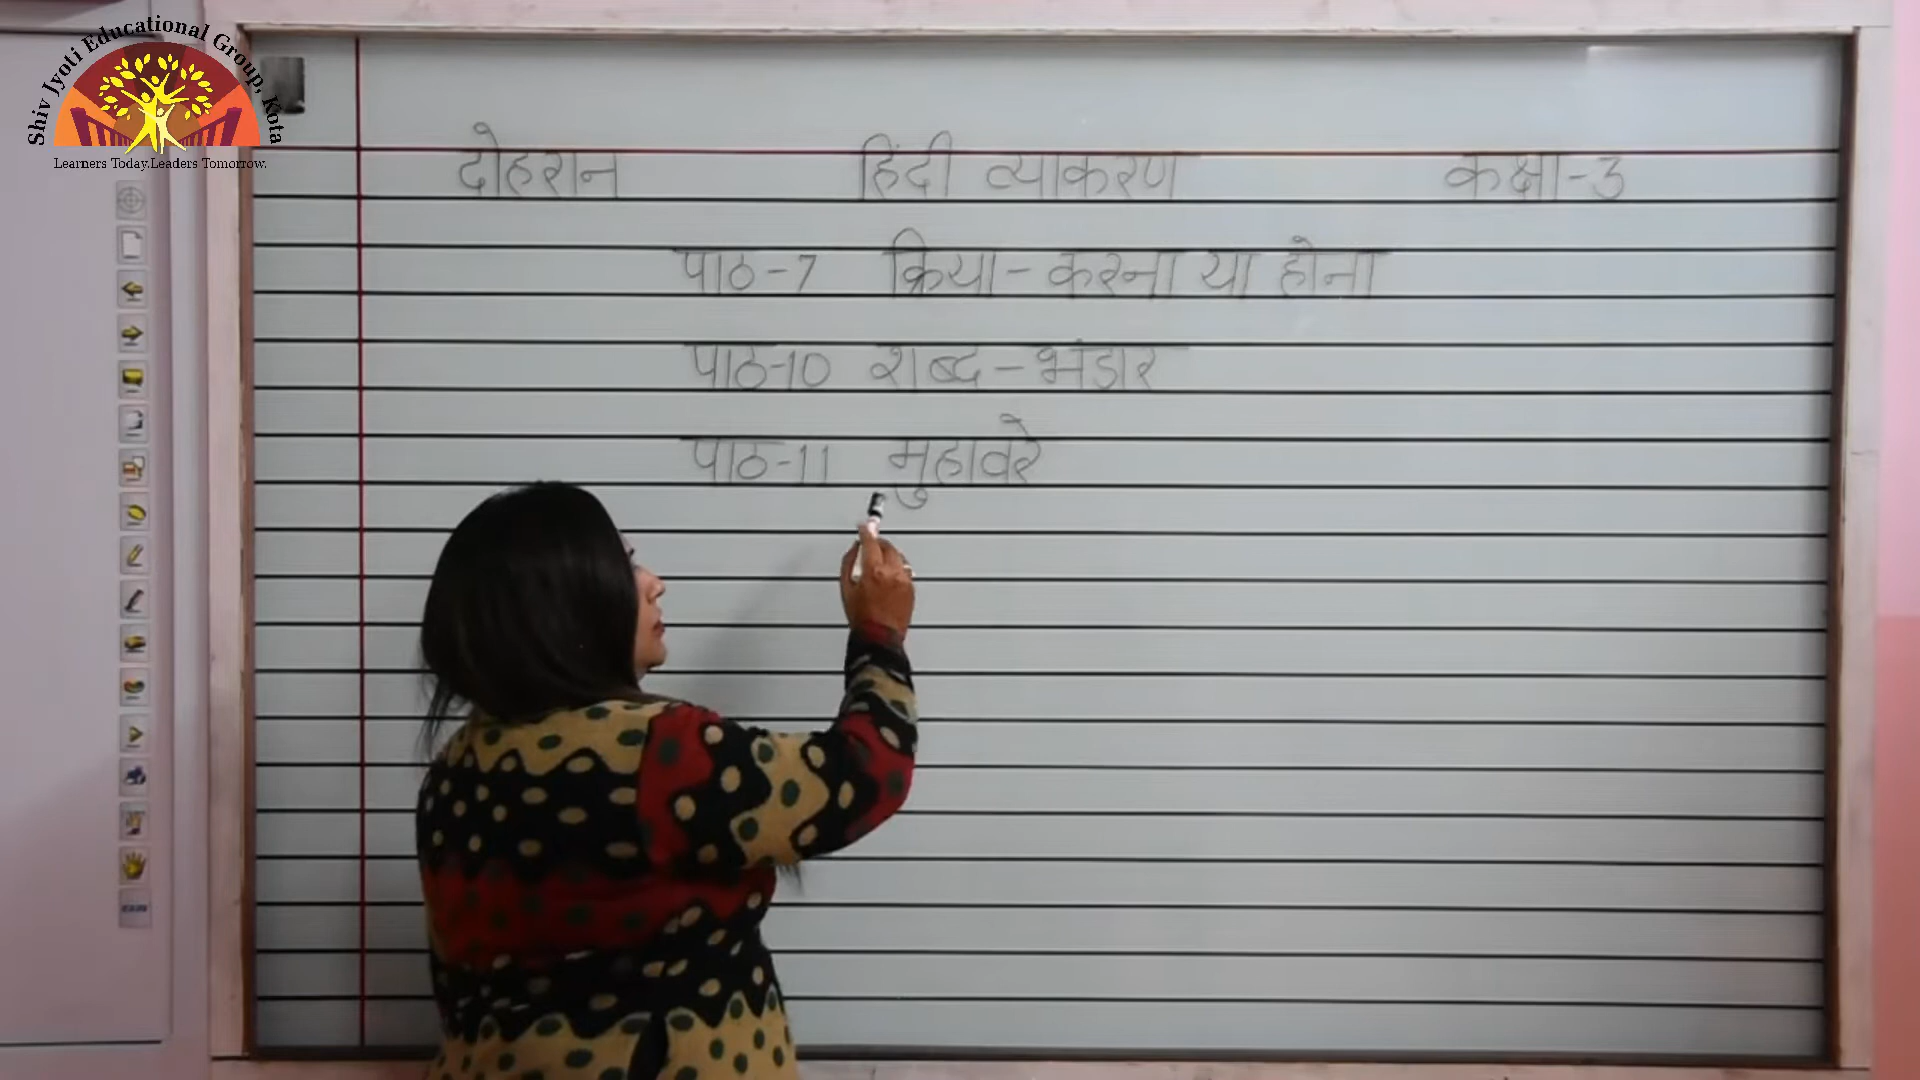 Shiv Jyoti Educational Group, Kota
Learners Today.Leaders Tomorrow.
दोहरान हिंदी व्याकरण कक्षा-3
पाठ-7 क्रिया-करना या होना
पाठ-10 शब्द-भंडार
पाठ-11 मुहावरे